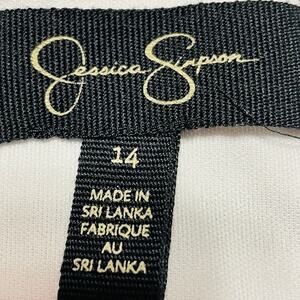 Jessica Simpson
14
MADE IN
SRI LANKA
FABRIQUE
AU
SRI LANKA